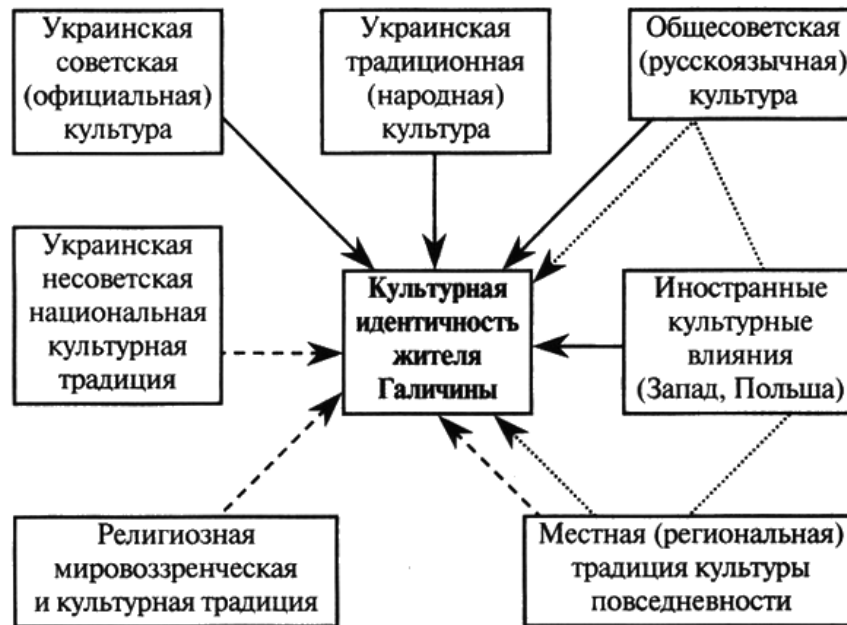 Украинская
советская
(официальная)
культура
Украинская
традиционная
(народная)
культура
Общесоветская
(русскоязычная)
культура
Украинская
несоветская
национальная
культурная
традиция
Культурная
идентичность
жителя
Галичины
Иностранные
культурные
влияния
(Запад, Польша)
Религиозная
мировоззренческая
и культурная традиция
Местная (региональная)
традиция культуры
повседневности